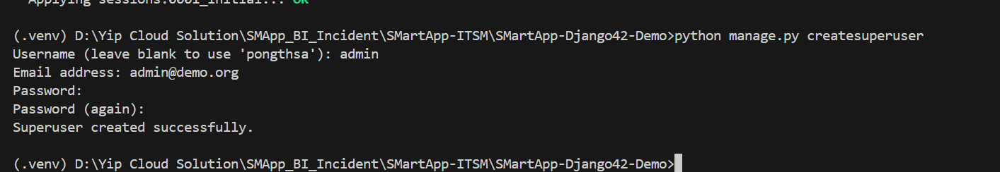 Applying sessions.0001_initial... OK
(.venv) D:\Yip Cloud Solution\SMApp_BI_Incident\SMartApp-ITSM\SMartApp-Django42-Demo>python manage.py createsuperuser
Username (leave blank to use 'pongthsa'): admin
Email address: admin@demo.org
Password:
Password (again):
Superuser created successfully.
(.venv) D:\Yip Cloud Solution\SMApp_BI_Incident\SMartApp-ITSM\SMartApp-Django42-Demo>